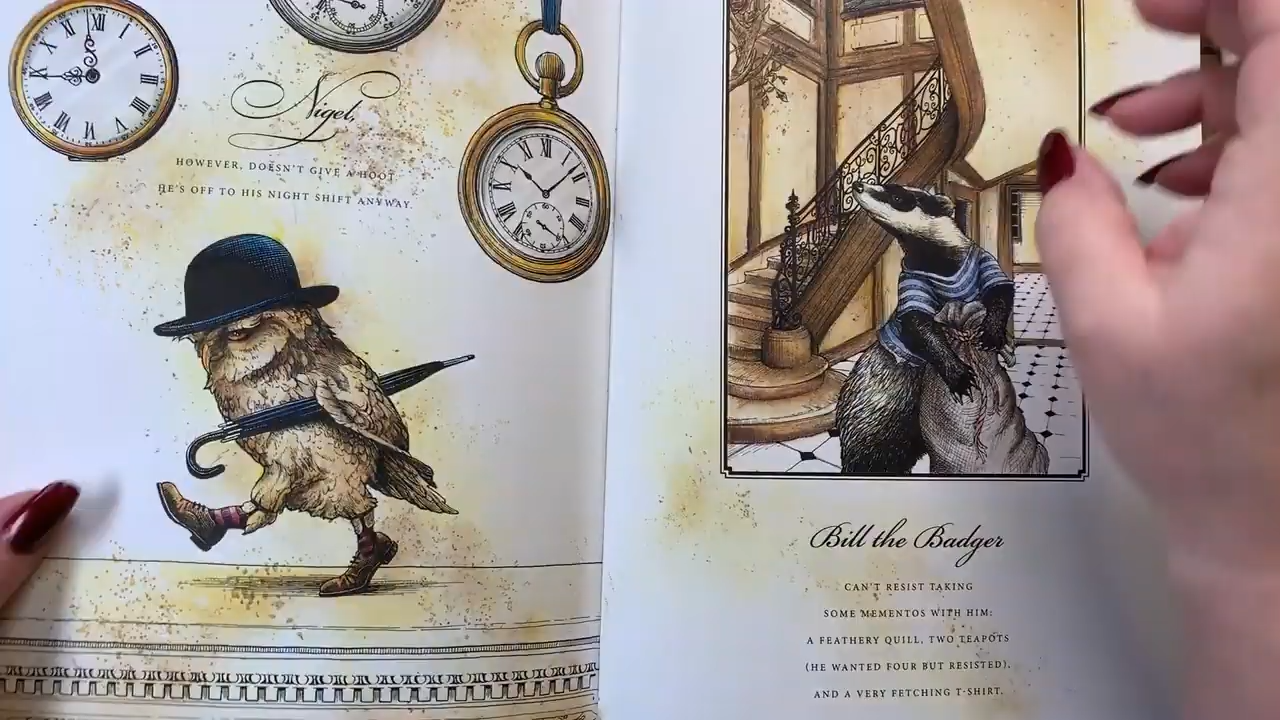 Nigel,
HOWEVER, DOESN'T GIVE A HOOT.
HE'S OFF TO HIS NIGHT SHIFT ANYWAY.
Bill the Badger
CAN'T RESIST TAKING
SOME MEMENTOS WITH HIM:
A FEATHERY QUILL, TWO TEAPOTS
(HE WANTED FOUR BUT RESISTED),
AND A VERY FETCHING T-SHIRT.